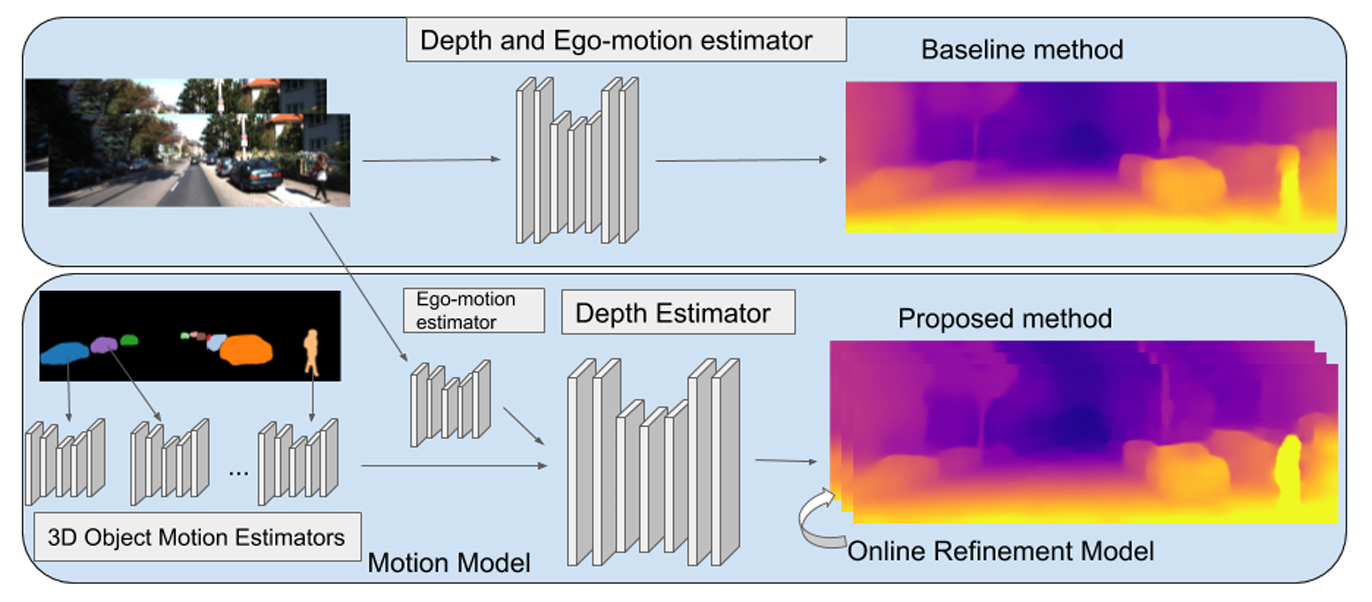 Depth and Ego-motion estimator
Baseline method
Ego-motion
estimator
Depth Estimator
Proposed method
...
3D Object Motion Estimators
Motion Model
Online Refinement Model